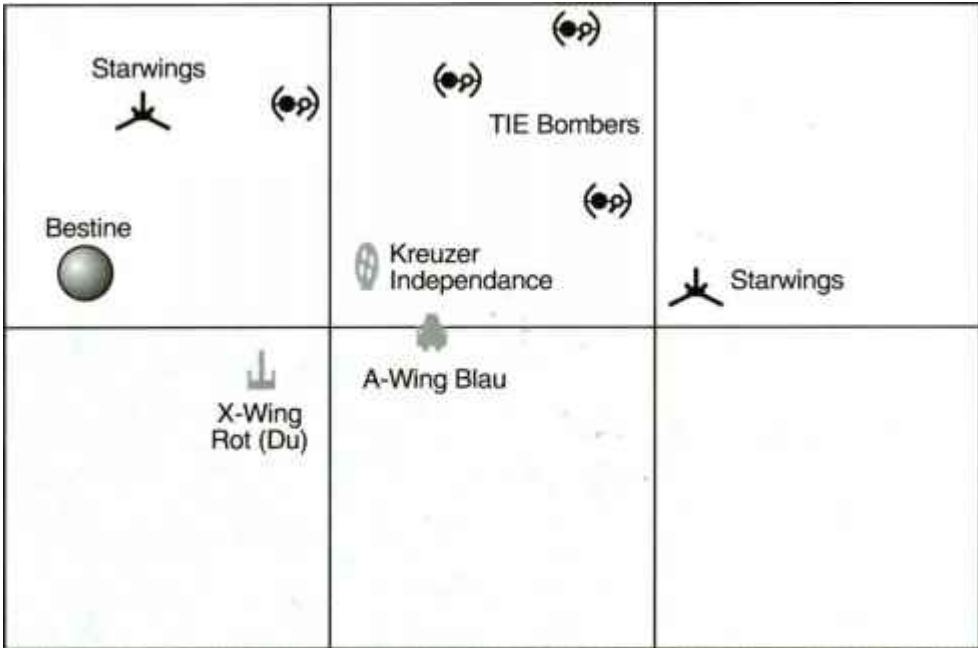 Starwings
TIE Bombers
Bestine
Kreuzer
Independance
Starwings
A-Wing Blau
X-Wing
Rot (Du)